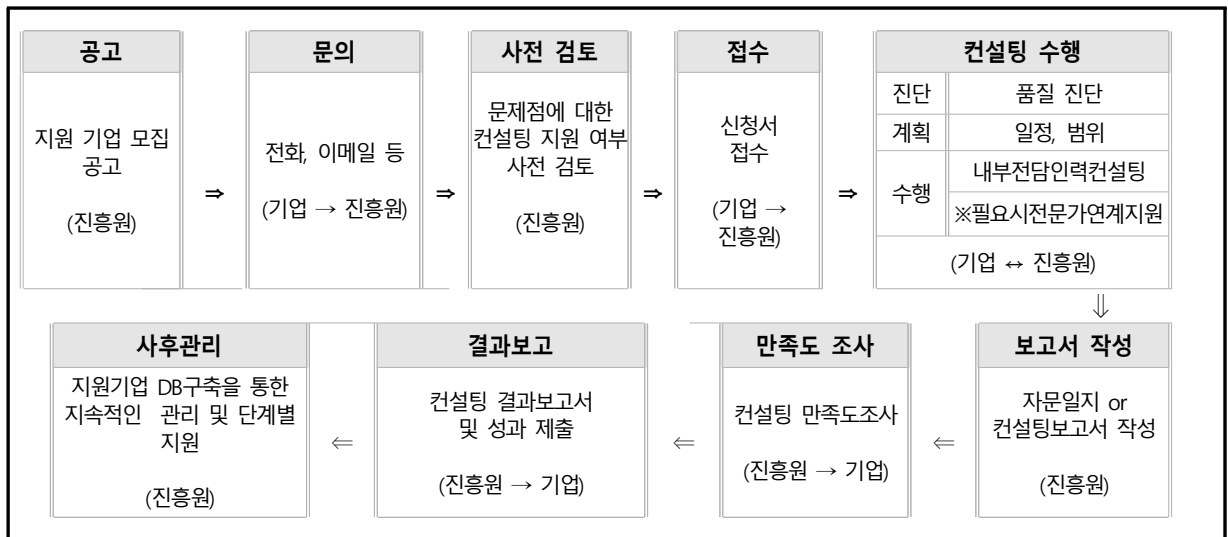 공고
지원 기업 모집
공고
(진흥원)
⇒
문의
전화, 이메일 등
(기업 → 진흥원)
⇒
사전 검토
문제점에 대한
컨설팅 지원 여부
사전 검토
(진흥원)
⇒
접수
신청서
접수
(기업 →
진흥원)
⇒
컨설팅 수행
진단 품질 진단
계획 일정, 범위
수행 내부전담인력컨설팅
※필요시전문가연계지원
(기업 ↔ 진흥원)
⇓
보고서 작성
자문일지 or
컨설팅보고서 작성
(진흥원)
⇐
만족도 조사
컨설팅 만족도조사
(진흥원 → 기업)
⇐
결과보고
컨설팅 결과보고서
및 성과 제출
(진흥원 → 기업)
⇐
사후관리
지원기업 DB구축을 통한
지속적인 관리 및 단계별
지원
(진흥원)